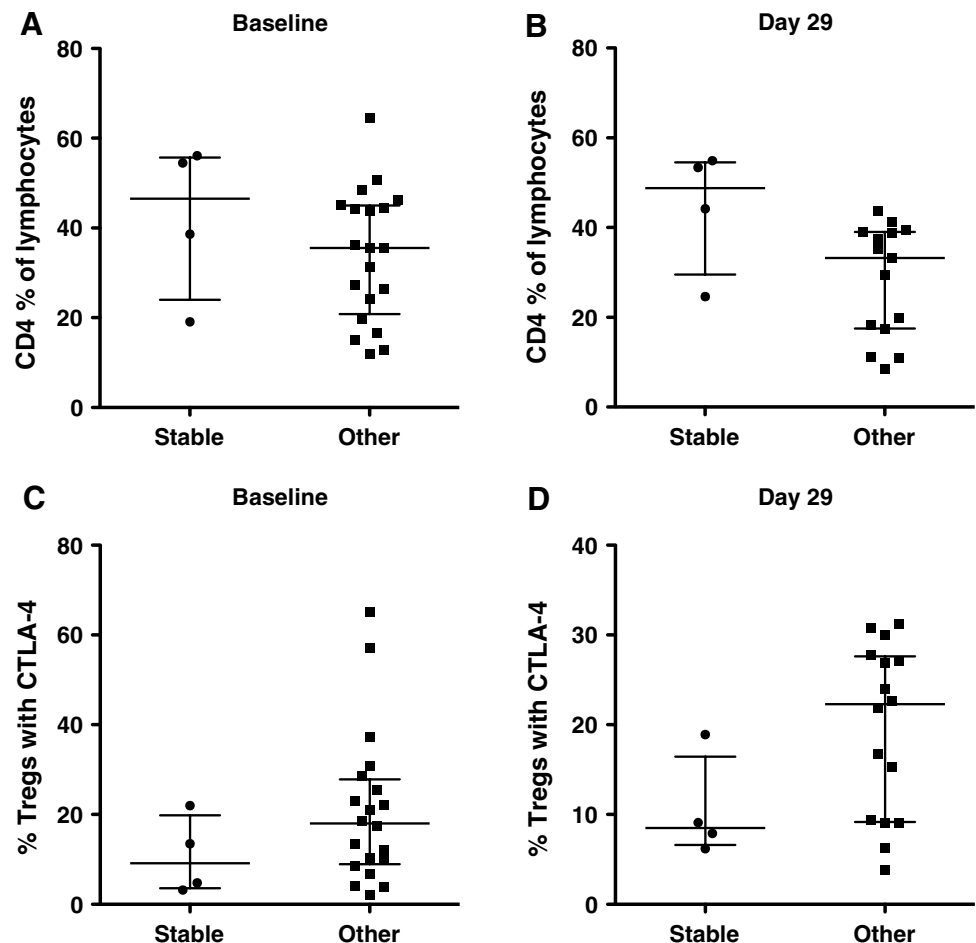 A
Baseline
CD4 % of lymphocytes
80
60
40
20
0
Stable
Other
B
Day 29
CD4 % of lymphocytes
80
60
40
20
0
Stable
Other
C
Baseline
% Tregs with CTLA-4
80
60
40
20
0
Stable
Other
D
Day 29
% Tregs with CTLA-4
40
30
20
10
0
Stable
Other